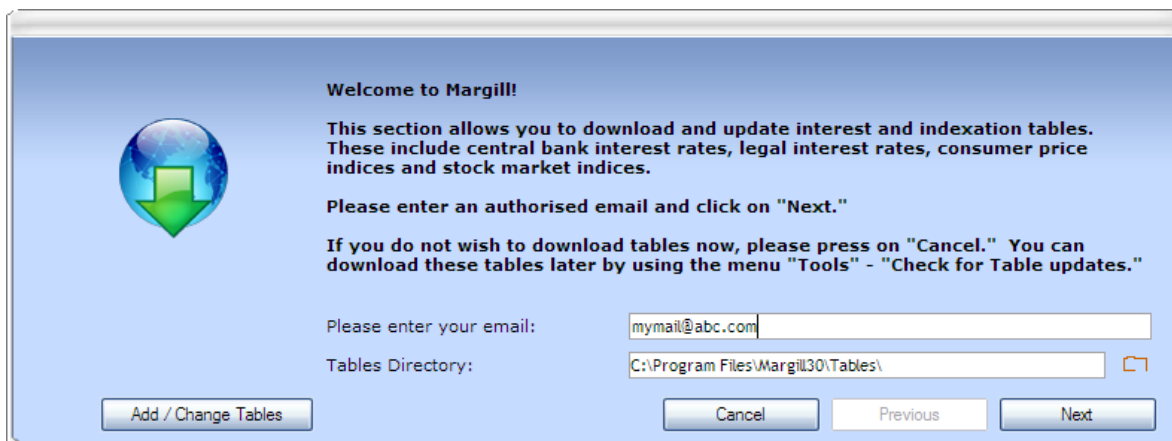 Welcome to Margill!
This section allows you to download and update interest and indexation tables.
These include central bank interest rates, legal interest rates, consumer price
indices and stock market indices.
Please enter an authorised email and click on "Next."
If you do not wish to download tables now, please press on "Cancel."  You can
download these tables later by using the menu "Tools" - "Check for Table updates."
Please enter your email: mymail@abc.com
Tables Directory: C:\Program Files\Margill30\Tables\
Add / Change Tables Cancel Previous Next